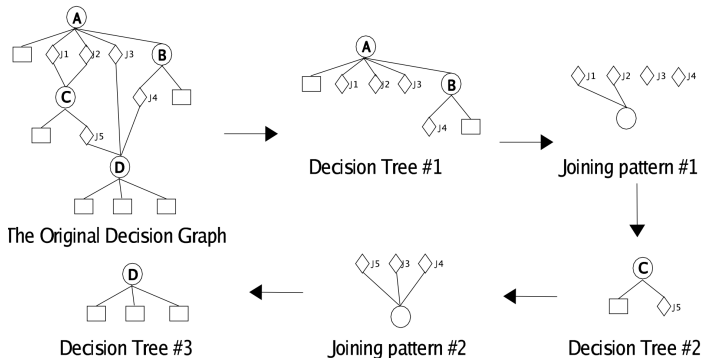 A
J1
J2
J3
B
C
J4
J5
D
The Original Decision Graph
A
J1
J2
J3
B
J4
Decision Tree #1
J1
J2
J3
J4
Joining pattern #1
C
J5
Decision Tree #2
J5
J3
J4
Joining pattern #2
D
Decision Tree #3